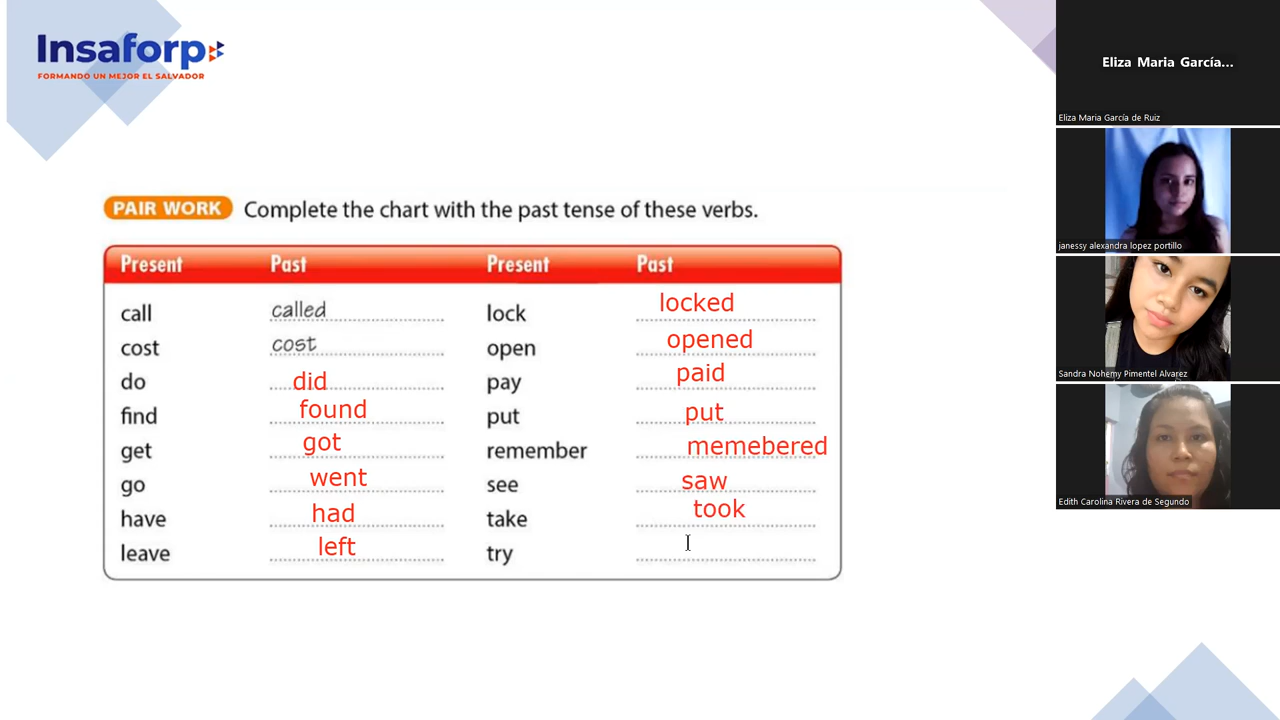 Insaforp
FORMANDO UN MEJOR EL SALVADOR
PAIR WORK Complete the chart with the past tense of these verbs.
Present Past Present Past
call called lock locked
cost cost open opened
do did pay paid
find found put put
get got remember memebered
go went see saw
have had take took
leave left try
Eliza Maria García...
Eliza Maria García de Ruiz
janessy alexandra lopez portillo
Sandra Nohemy Pimentel Alvarez
Edith Carolina Rivera de Segundo